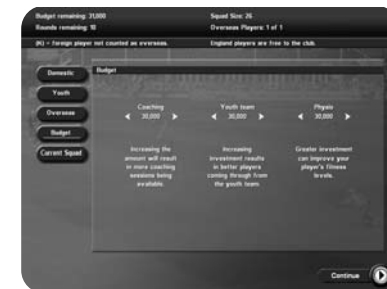 Budget remaining: 31,000
Squad Size: 26
Rounds remaining: 10
Overseas Players: 1 of 1
(K) - foreign player not counted as overseas.
England players are free to the club.
Domestic
Youth
Overseas
Budget
Current Squad
Budget
Coaching
30,000
Increasing the
amount will result
in more coaching
sessions being
available.
Youth team
30,000
Increasing
investment results
in better players
coming through from
the youth team.
Physio
30,000
Greater investment
can improve your
player's fitness
levels.
Continue